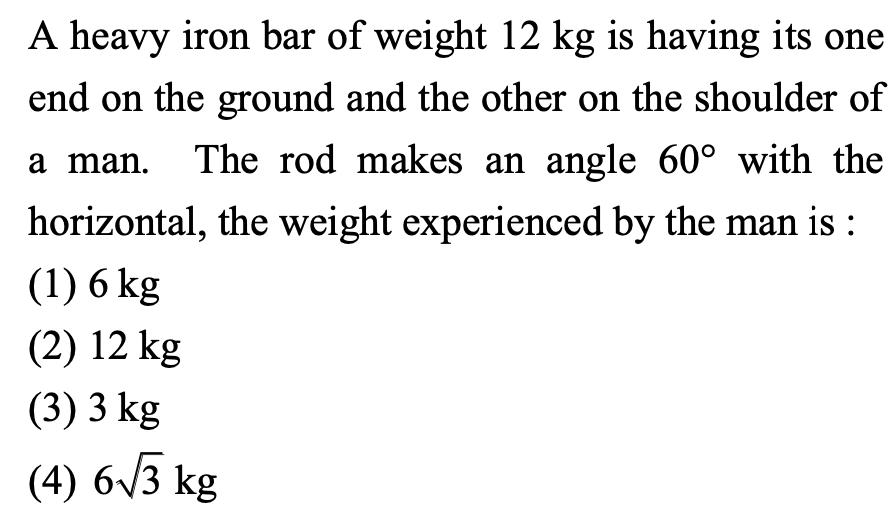 A heavy iron bar of weight 12 kg is having its one
end on the ground and the other on the shoulder of
a man. The rod makes an angle 60° with the
horizontal, the weight experienced by the man is :
(1) 6 kg
(2) 12 kg
(3) 3 kg
(4) 6√3 kg